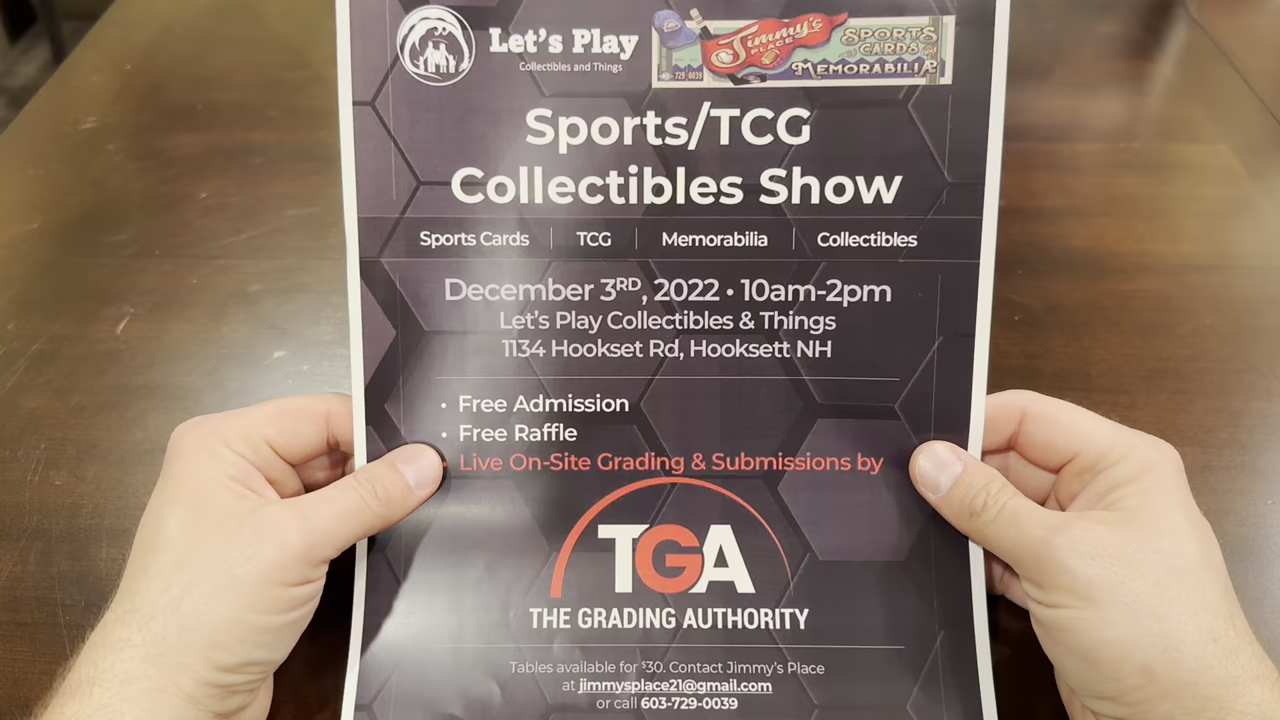 Let's Play
Collectibles and Things
Jimmy's
PLACE
SPORTS
CARDS
MEMORABILIA
729-0039
Sports/TCG
Collectibles Show
Sports Cards | TCG | Memorabilia | Collectibles
December 3RD, 2022 • 10am-2pm
Let's Play Collectibles & Things
1134 Hookset Rd, Hooksett NH
• Free Admission
• Free Raffle
• Live On-Site Grading & Submissions by
TGA
THE GRADING AUTHORITY
Tables available for $30. Contact Jimmy's Place
at jimmysplace21@gmail.com
or call 603-729-0039